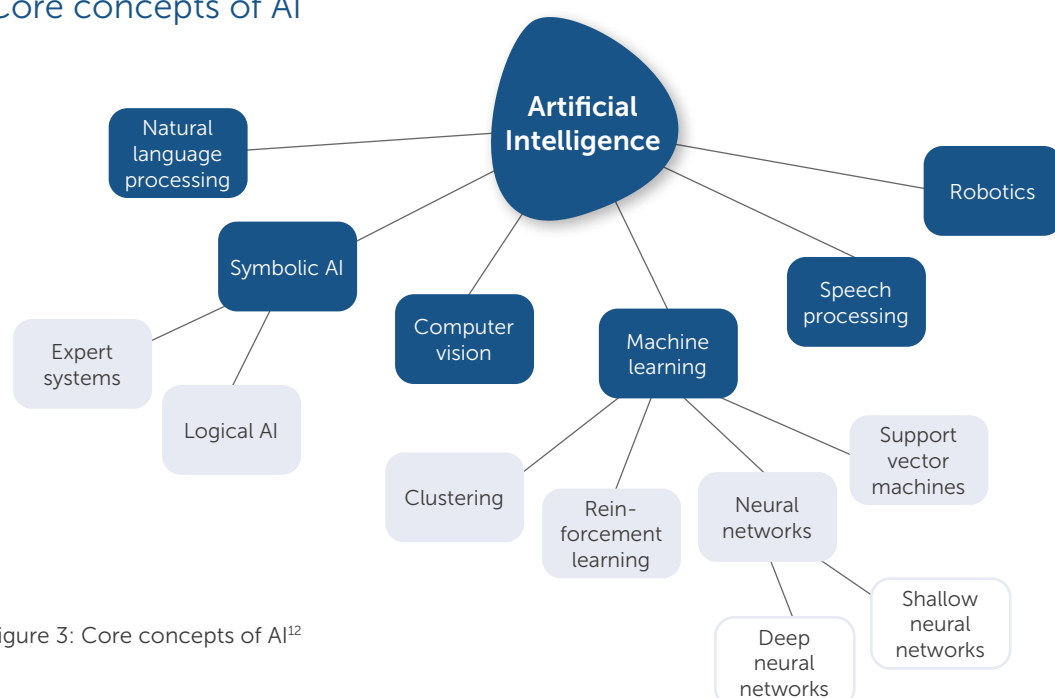 Core concepts of AI
Artificial
Intelligence
Natural
language
processing
Robotics
Symbolic AI
Speech
processing
Computer
vision
Machine
learning
Expert
systems
Logical AI
Support
vector
machines
Clustering
Rein-
forcement
learning
Neural
networks
Shallow
neural
networks
Deep
neural
networks
igure 3: Core concepts of AI¹²